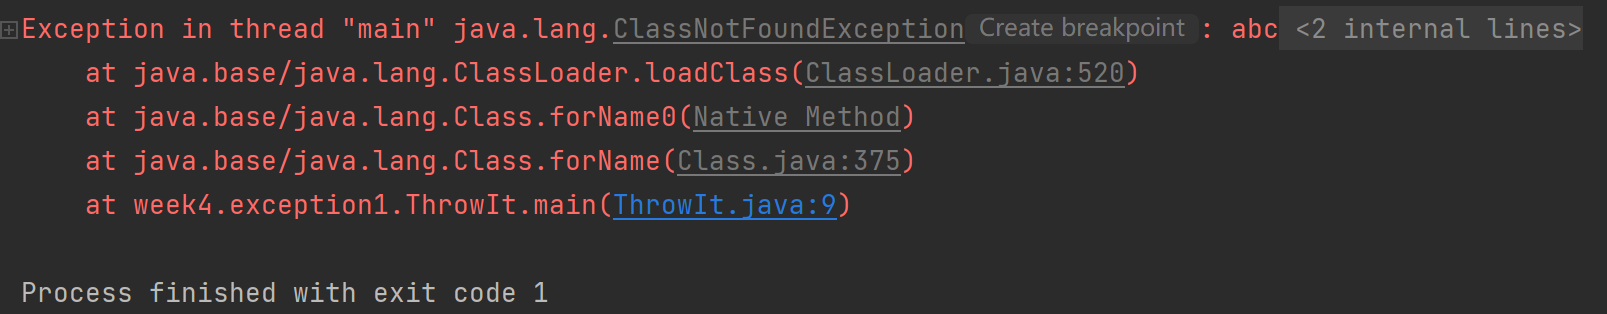 Exception in thread "main" java.lang.ClassNotFoundException Create breakpoint : abc <2 internal lines>
at java.base/java.lang.ClassLoader.loadClass(ClassLoader.java:520)
at java.base/java.lang.Class.forName0(Native Method)
at java.base/java.lang.Class.forName(Class.java:375)
at week4.exception1.ThrowIt.main(ThrowIt.java:9)
Process finished with exit code 1